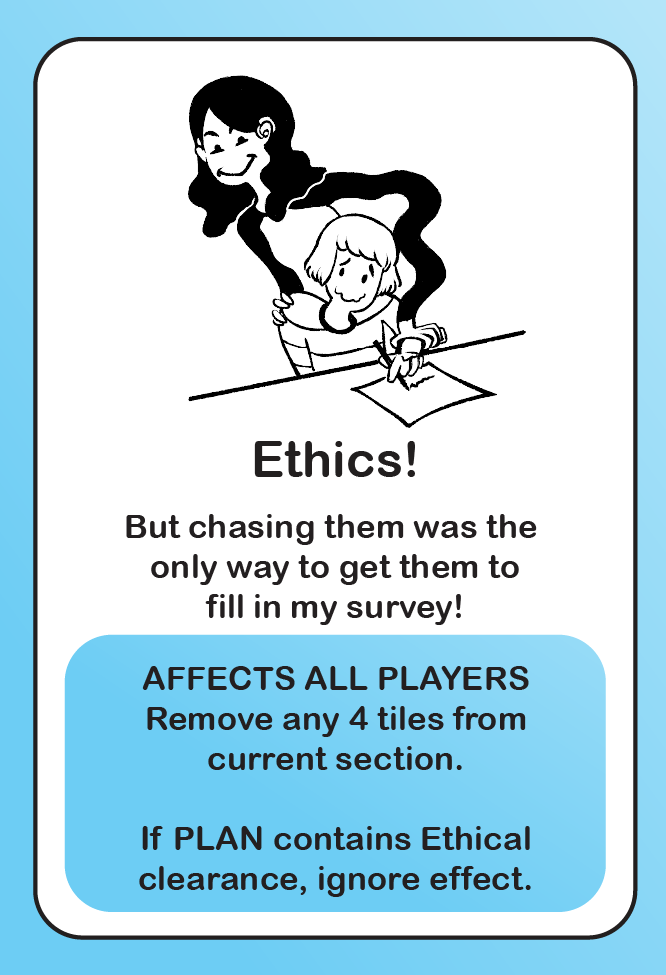 Ethics!
But chasing them was the
only way to get them to
fill in my survey!
AFFECTS ALL PLAYERS
Remove any 4 tiles from
current section.
If PLAN contains Ethical
clearance, ignore effect.